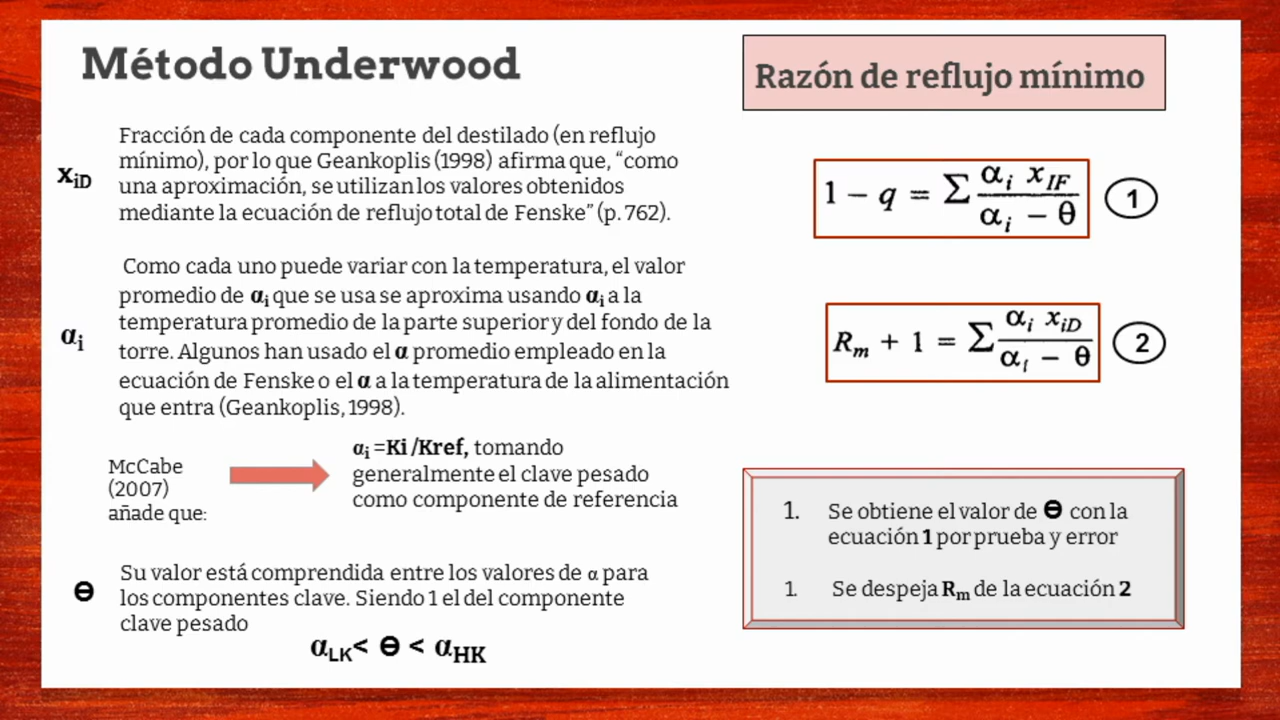 Método Underwood
Razón de reflujo mínimo
x_iD
Fracción de cada componente del destilado (en reflujo
mínimo), por lo que Geankoplis (1998) afirma que, “como
una aproximación, se utilizan los valores obtenidos
mediante la ecuación de reflujo total de Fenske” (p. 762).
α_i
Como cada uno puede variar con la temperatura, el valor
promedio de α_i que se usa se aproxima usando α_i a la
temperatura promedio de la parte superior y del fondo de la
torre. Algunos han usado el α promedio empleado en la
ecuación de Fenske o el α a la temperatura de la alimentación
que entra (Geankoplis, 1998).
McCabe
(2007)
añade que:
α_i =Ki /Kref, tomando
generalmente el clave pesado
como componente de referencia
ϴ
Su valor está comprendida entre los valores de α para
los componentes clave. Siendo 1 el del componente
clave pesado
α_LK< ϴ < α_HK
1 − q = Σ (α_i x_IF)/(α_i − θ)
1
R_m + 1 = Σ (α_i x_iD)/(α_i − θ)
2
1. Se obtiene el valor de ϴ con la
ecuación 1 por prueba y error
1. Se despeja R_m de la ecuación 2